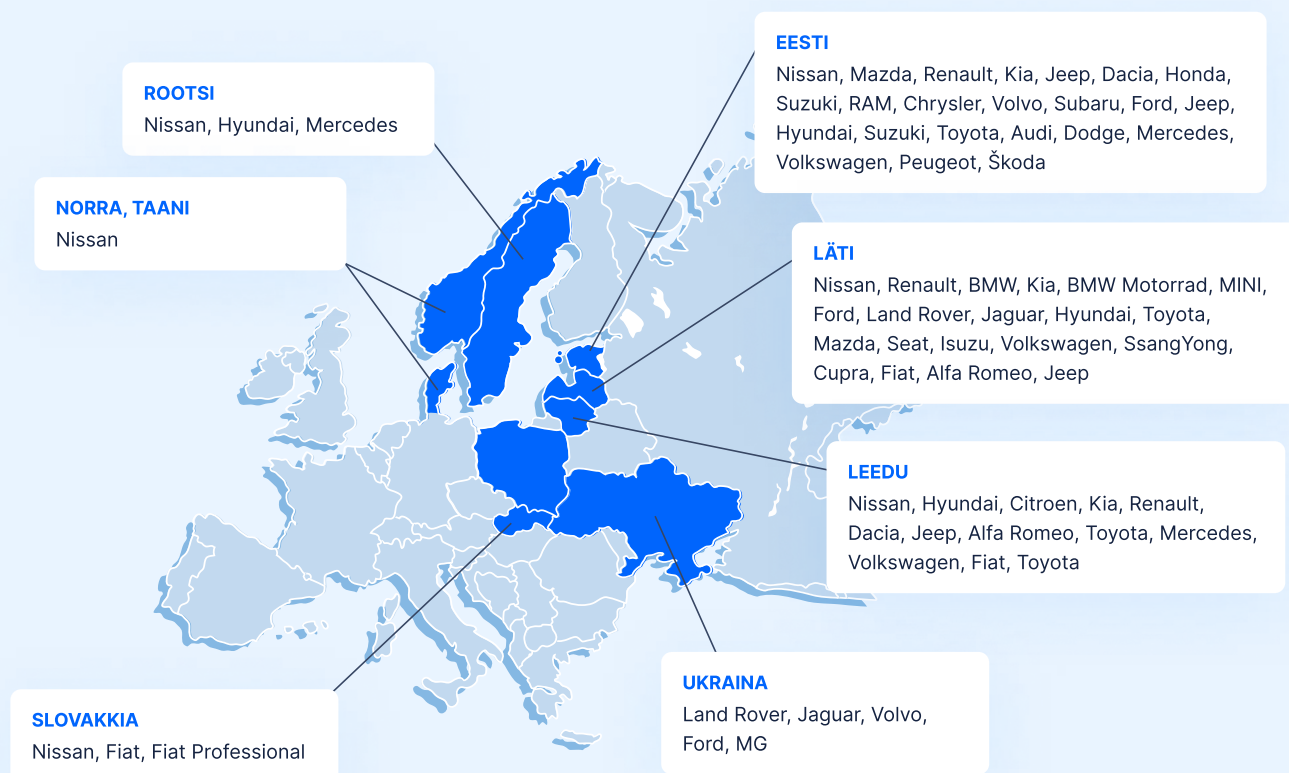 ROOTSI
Nissan, Hyundai, Mercedes
NORRA, TAANI
Nissan
EESTI
Nissan, Mazda, Renault, Kia, Jeep, Dacia, Honda,
Suzuki, RAM, Chrysler, Volvo, Subaru, Ford, Jeep,
Hyundai, Suzuki, Toyota, Audi, Dodge, Mercedes,
Volkswagen, Peugeot, Škoda
LÄTI
Nissan, Renault, BMW, Kia, BMW Motorrad, MINI,
Ford, Land Rover, Jaguar, Hyundai, Toyota,
Mazda, Seat, Isuzu, Volkswagen, SsangYong,
Cupra, Fiat, Alfa Romeo, Jeep
LEEDU
Nissan, Hyundai, Citroen, Kia, Renault,
Dacia, Jeep, Alfa Romeo, Toyota, Mercedes,
Volkswagen, Fiat, Toyota
UKRAINA
Land Rover, Jaguar, Volvo,
Ford, MG
SLOVAKKIA
Nissan, Fiat, Fiat Professional